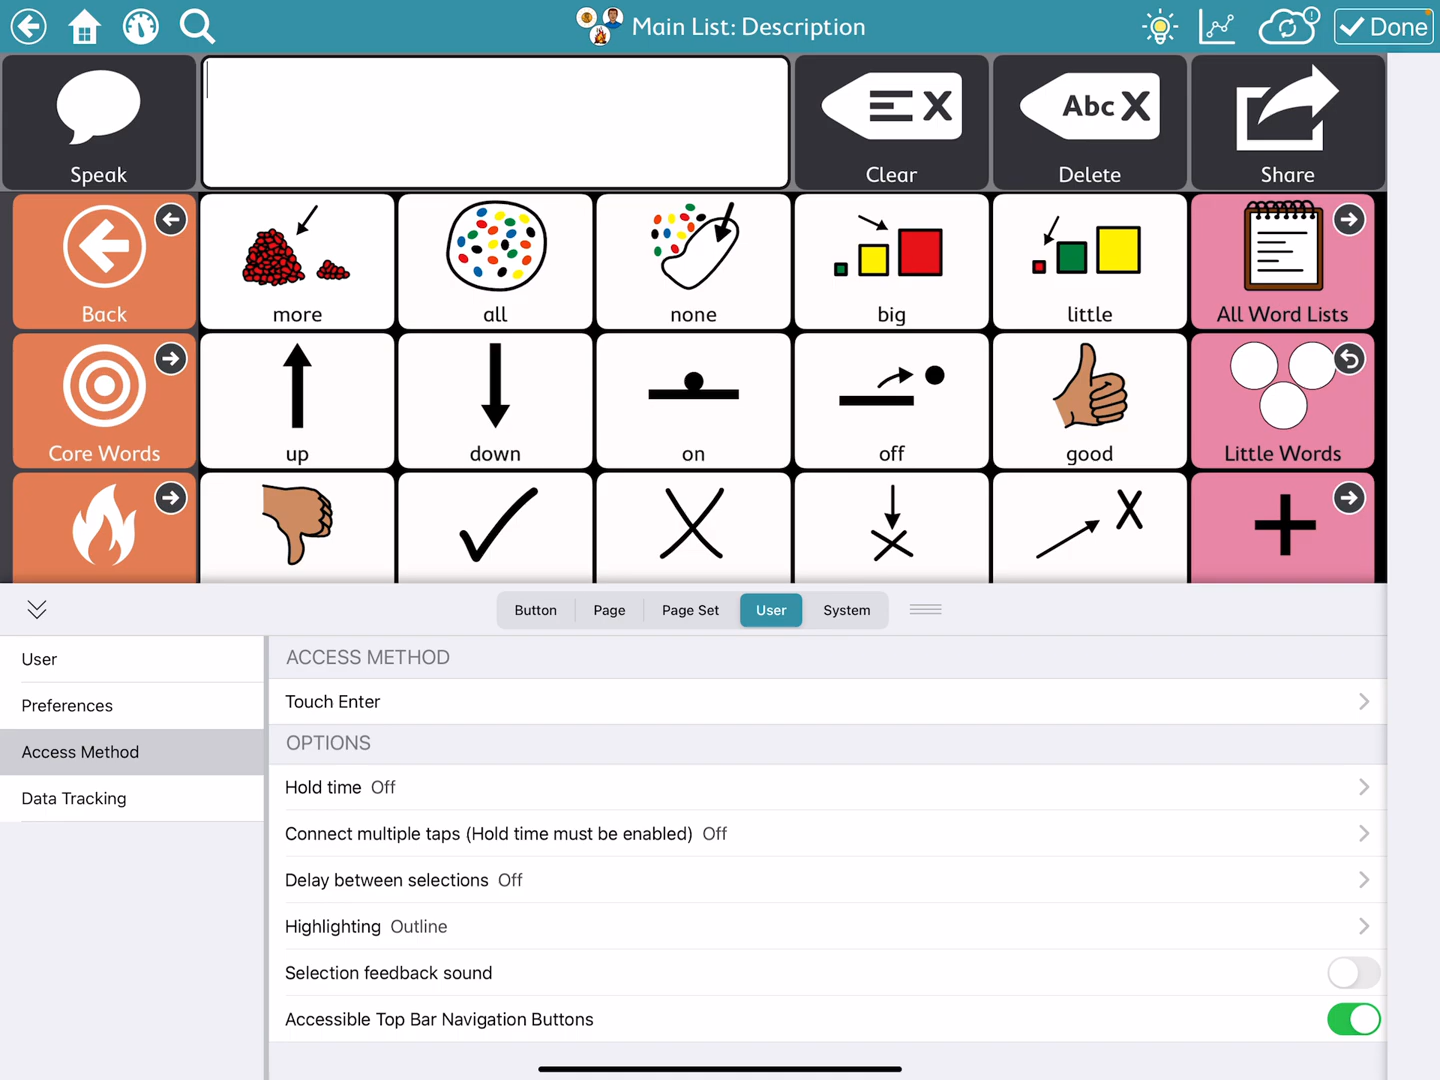 Main List: Description
Done
Speak
Clear
Abc
Delete
Share
Back
more
all
none
big
little
All Word Lists
Core Words
up
down
on
off
good
Little Words
Button
Page
Page Set
User
System
User
Preferences
Access Method
Data Tracking
ACCESS METHOD
Touch Enter
OPTIONS
Hold time Off
Connect multiple taps (Hold time must be enabled) Off
Delay between selections Off
Highlighting Outline
Selection feedback sound
Accessible Top Bar Navigation Buttons